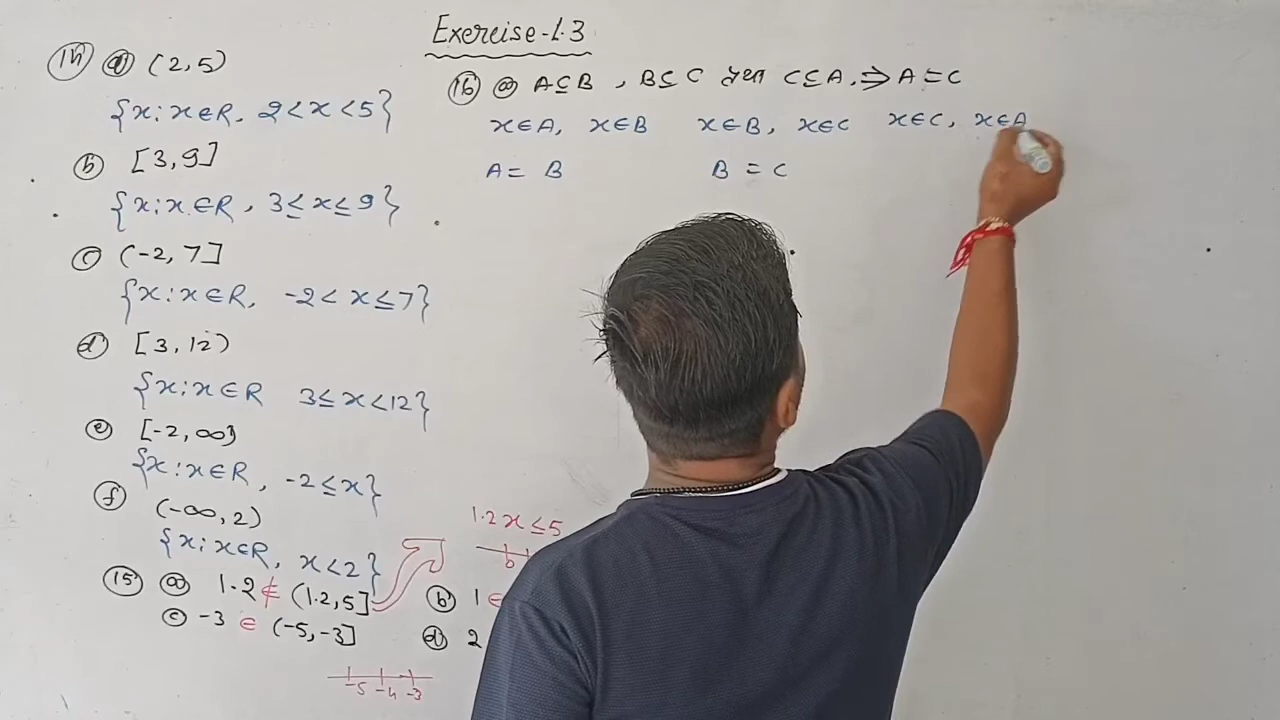 Exercise-1.3
(14) (a) (2,5)
{x:x∈R, 2<x<5}
(b) [3,9]
{x:x∈R, 3≤x≤9}
(c) (-2,7]
{x:x∈R, -2<x≤7}
(d) [3,12)
{x:x∈R 3≤x<12}
(e) [-2,∞)
{x:x∈R, -2≤x}
(f) (-∞,2)
{x:x∈R, x<2}
(15) (a) 1.2∉(1.2,5] (b) 1∈
(c) -3∈(-5,-3] (d) 2
-5 -4 -3
(16) (a) A⊆B, B⊆C C⊆A, ⇒A=C
x∈A, x∈B x∈B, x∈C x∈C, x∈A
A=B B=C
1.2 x≤5